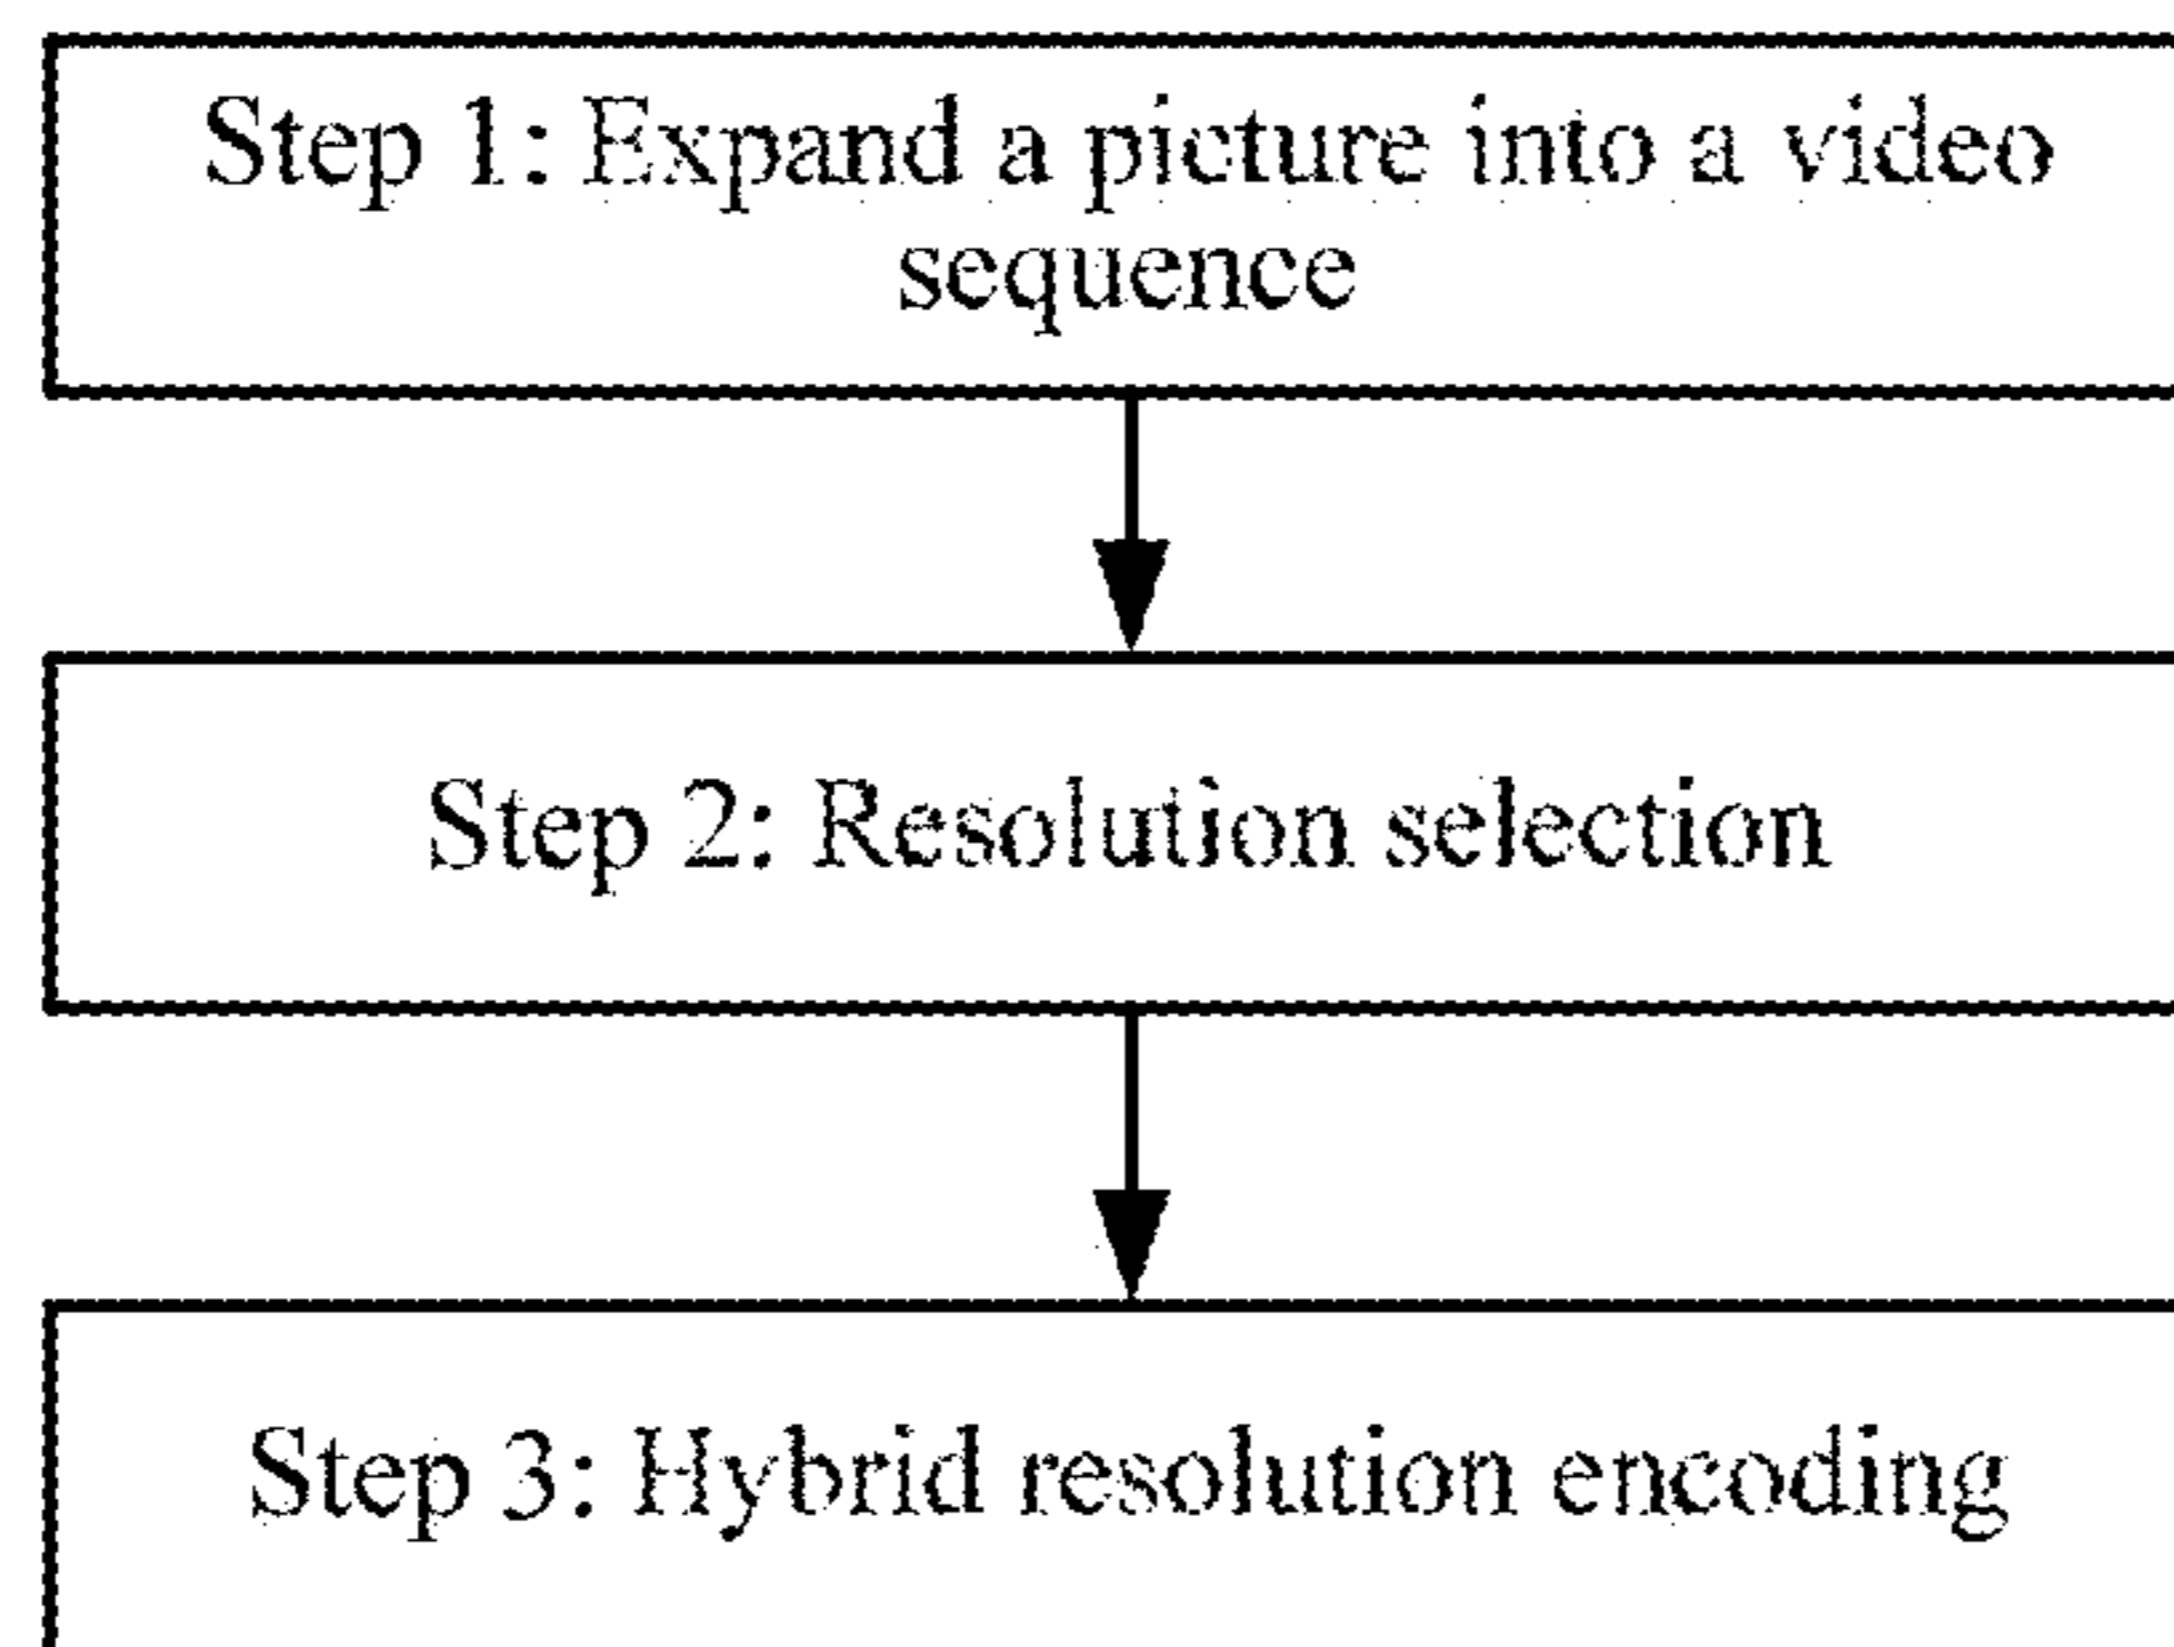 Step 1: Expand a picture into a video
sequence
Step 2: Resolution selection
Step 3: Hybrid resolution encoding